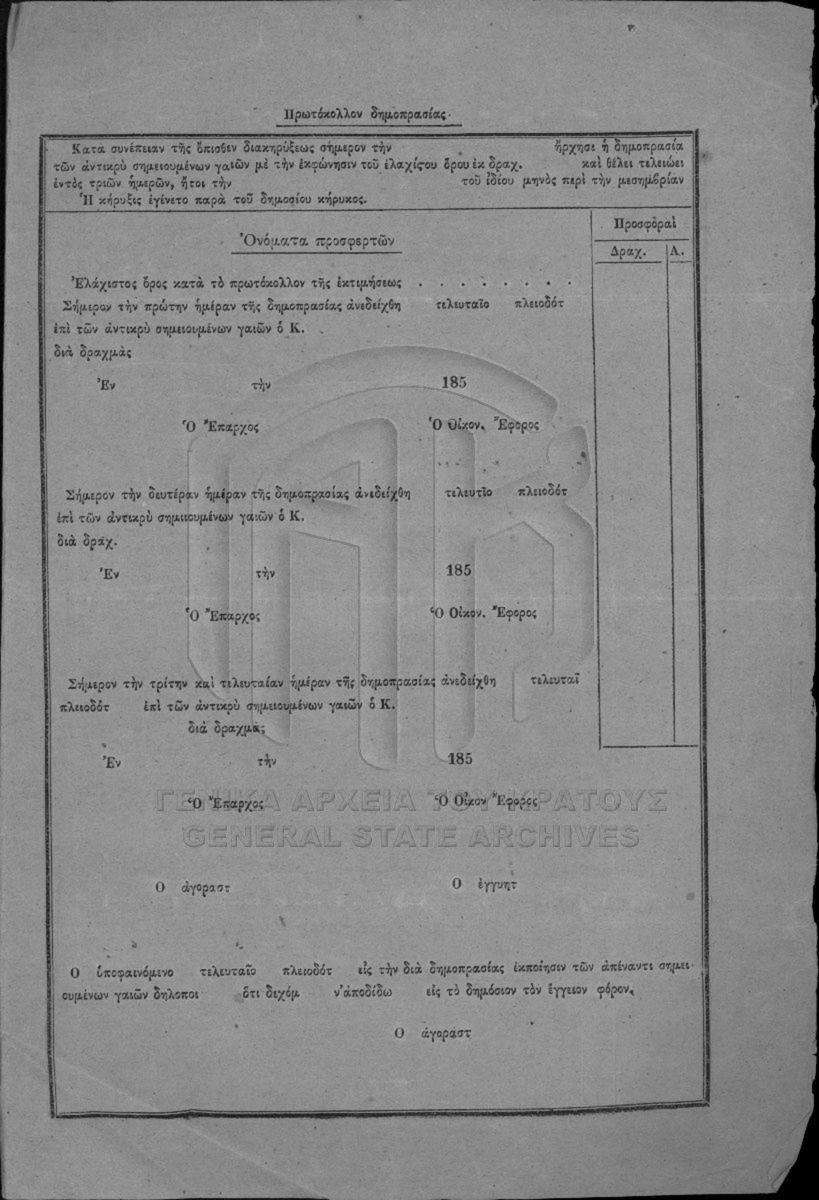 Πρωτόκολλον δημοπρασίας.
Κατὰ συνέπειαν τῆς ὄπισθεν διακηρύξεως σήμερον τὴν ἤρχησε ἡ δημοπρασία
τῶν ἀντικρὺ σημειουμένων γαιῶν μὲ τὴν ἐκφώνησιν τοῦ ἐλαχίςου ὅρου ἐκ δραχ. καὶ θέλει τελειώει
ἐντὸς τριῶν ἡμερῶν, ἤτοι τὴν τοῦ ἰδίου μηνὸς περὶ τὴν μεσημβρίαν
Ἡ κήρυξις ἐγένετο παρὰ τοῦ δημοσίου κήρυκος.
Προσφοραὶ
Ὀνόματα προσφερτῶν
Δραχ. Λ.
Ἐλάχιστος ὅρος κατὰ τὸ πρωτόκολλον τῆς ἐκτιμήσεως . . . . . . . .
Σήμερον τὴν πρώτην ἡμέραν τῆς δημοπρασίας ἀνεδείχθη τελευταῖο πλειοδότ
ἐπὶ τῶν ἀντικρὺ σημειουμένων γαιῶν ὁ Κ.
διὰ δραχμὰς
Ἐν τὴν 185
Ὁ Ἔπαρχος Ὁ Οἰκον. Ἔφορος
Σήμερον τὴν δευτέραν ἡμέραν τῆς δημοπρασίας ἀνεδείχθη τελευτῖο πλειοδότ
ἐπὶ τῶν ἀντικρὺ σημιιουμένων γαιῶν ὁ Κ.
διὰ δραχ.
Ἐν τὴν 185
Ὁ Ἔπαρχος Ὁ Οἰκον. Ἔφορος
Σήμερον τὴν τρίτην καὶ τελευταίαν ἡμέραν τῆς δημοπρασίας ἀνεδείχθη τελευταῖ
πλειοδότ ἐπὶ τῶν ἀντικρὺ σημειουμένων γαιῶν ὁ Κ.
διὰ δραχμας
Ἐν τὴν 185
Ὁ Ἔπαρχος Ὁ Οἰκον Ἔφορος
ΓΕΝΙΚΑ ΑΡΧΕΙΑ ΤΟΥ ΚΡΑΤΟΥΣ
GENERAL STATE ARCHIVES
Ο ἀγοραστ Ο ἐγγυητ
Ο ὑποφαινόμενο τελευταῖο πλειοδότ εἰς τὴν διὰ δημοπρασίας ἐκποίησιν τῶν ἀπέναντι σημει-
ουμένων γαιῶν δηλοποι ὅτι δεχόμ ν'ἀποδίδω εἰς τὸ δημόσιον τὸν ἔγγειον φόρον.
Ο ἀγοραστ